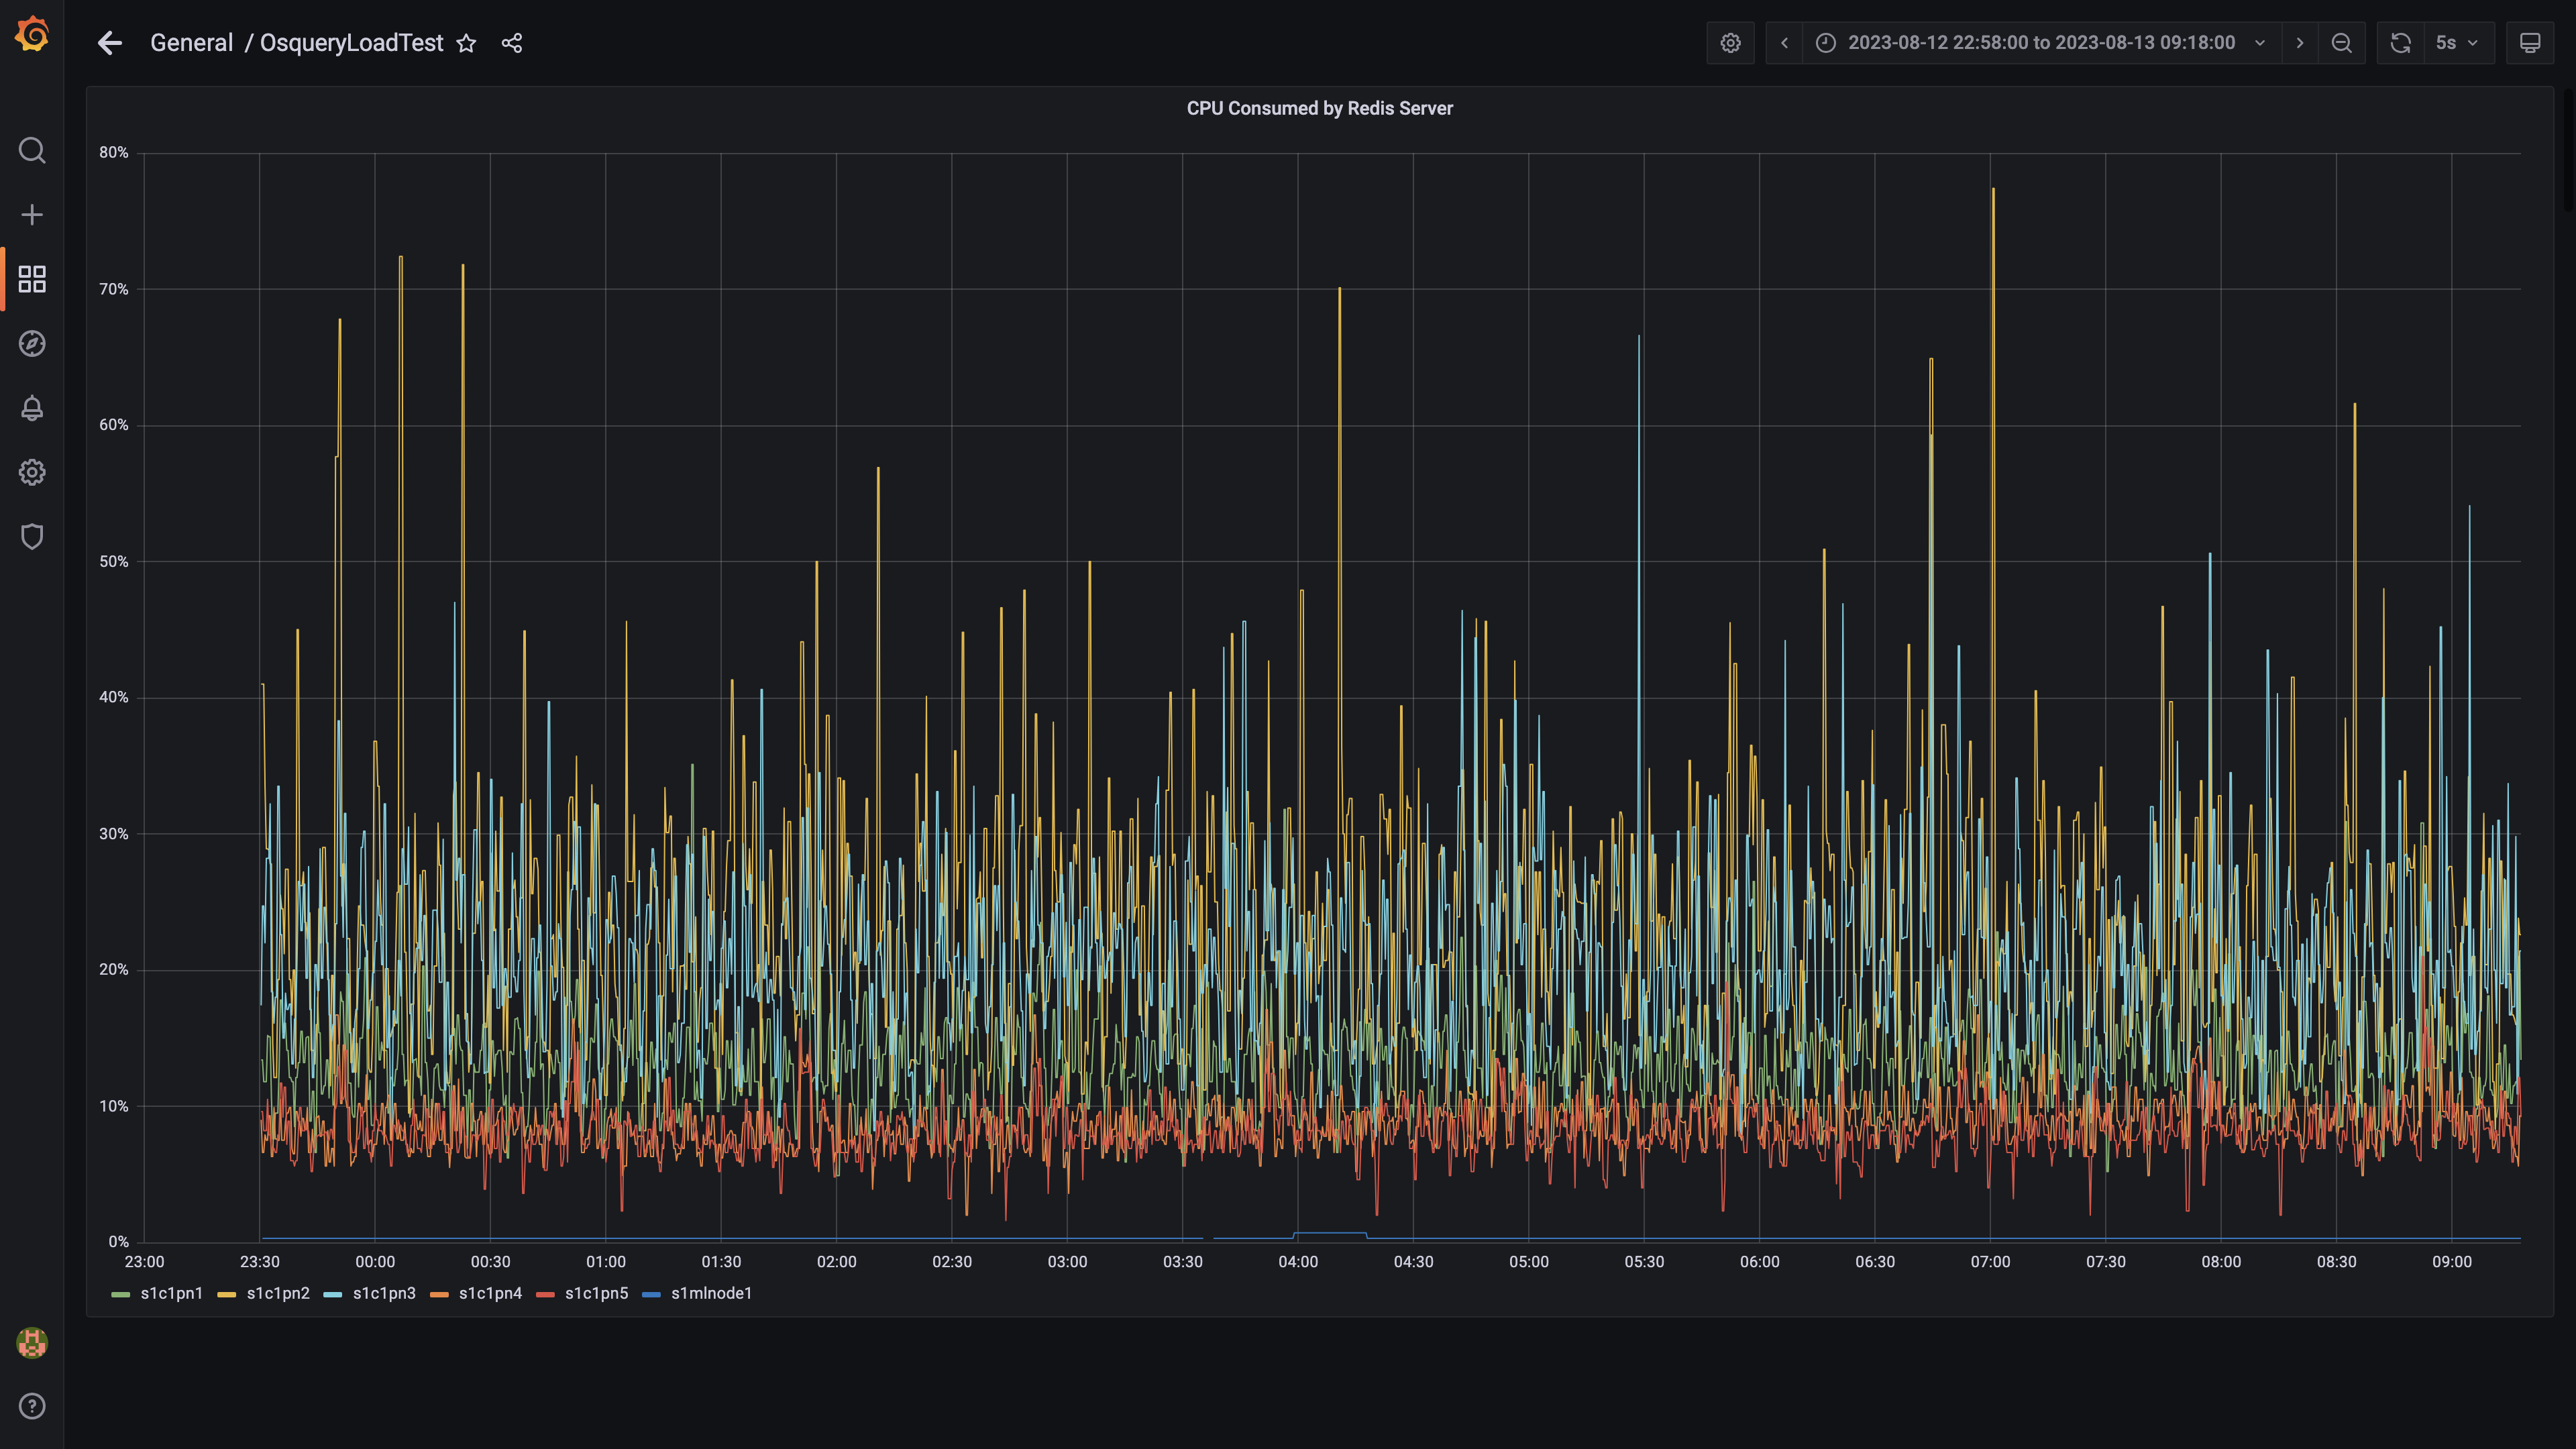 General / OsqueryLoadTest
2023-08-12 22:58:00 to 2023-08-13 09:18:00
5s
CPU Consumed by Redis Server
80%
70%
60%
50%
40%
30%
20%
10%
0%
23:00 23:30 00:00 00:30 01:00 01:30 02:00 02:30 03:00 03:30 04:00 04:30 05:00 05:30 06:00 06:30 07:00 07:30 08:00 08:30 09:00
s1c1pn1 s1c1pn2 s1c1pn3 s1c1pn4 s1c1pn5 s1mlnode1